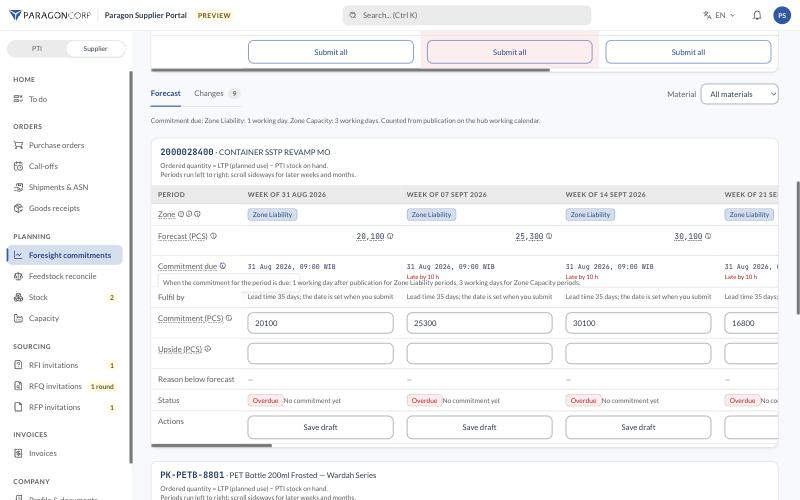 PARAGONCORP Paragon Supplier Portal PREVIEW Search... (Ctrl K) EN PS
PTI Supplier
HOME
To do
ORDERS
Purchase orders
Call-offs
Shipments & ASN
Goods receipts
PLANNING
Foresight commitments
Feedstock reconcile
Stock 2
Capacity
SOURCING
RFI invitations 1
RFQ invitations 1 round
RFP invitations 1
INVOICES
Invoices
COMPANY
Profile & documents
Submit all Submit all Submit all
Forecast Changes 9 Material All materials
Commitment due: Zone Liability: 1 working day. Zone Capacity: 3 working days. Counted from publication on the hub working calendar.
2000028400 · CONTAINER SSTP REVAMP MO
Ordered quantity = LTP (planned use) − PTI stock on hand.
Periods run left to right; scroll sideways for later weeks and months.
PERIOD WEEK OF 31 AUG 2026 WEEK OF 07 SEPT 2026 WEEK OF 14 SEPT 2026 WEEK OF 21 SE
Zone Zone Liability Zone Liability Zone Liability Zone Liability
Forecast (PCS) 20,100 25,300 30,100
Commitment due 31 Aug 2026, 09:00 WIB 31 Aug 2026, 09:00 WIB 31 Aug 2026, 09:00 WIB 31 Aug 2026, 0
Late by 10 h Late by 10 h Late by 10 h
When the commitment for the period is due: 1 working day after publication for Zone Liability periods, 3 working days for Zone Capacity periods.
Fulfil by Lead time 35 days; the date is set when you submit Lead time 35 days; the date is set when you submit Lead time 35 days; the date is set when you submit Lead time 35 days;
Commitment (PCS) 20100 25300 30100 16800
Upside (PCS)
Reason below forecast – – – –
Status Overdue No commitment yet Overdue No commitment yet Overdue No commitment yet Overdue No co
Actions Save draft Save draft Save draft
PK-PETB-8801 · PET Bottle 200ml Frosted — Wardah Series
Ordered quantity = LTP (planned use) − PTI stock on hand.
Periods run left to right; scroll sideways for later weeks and months.